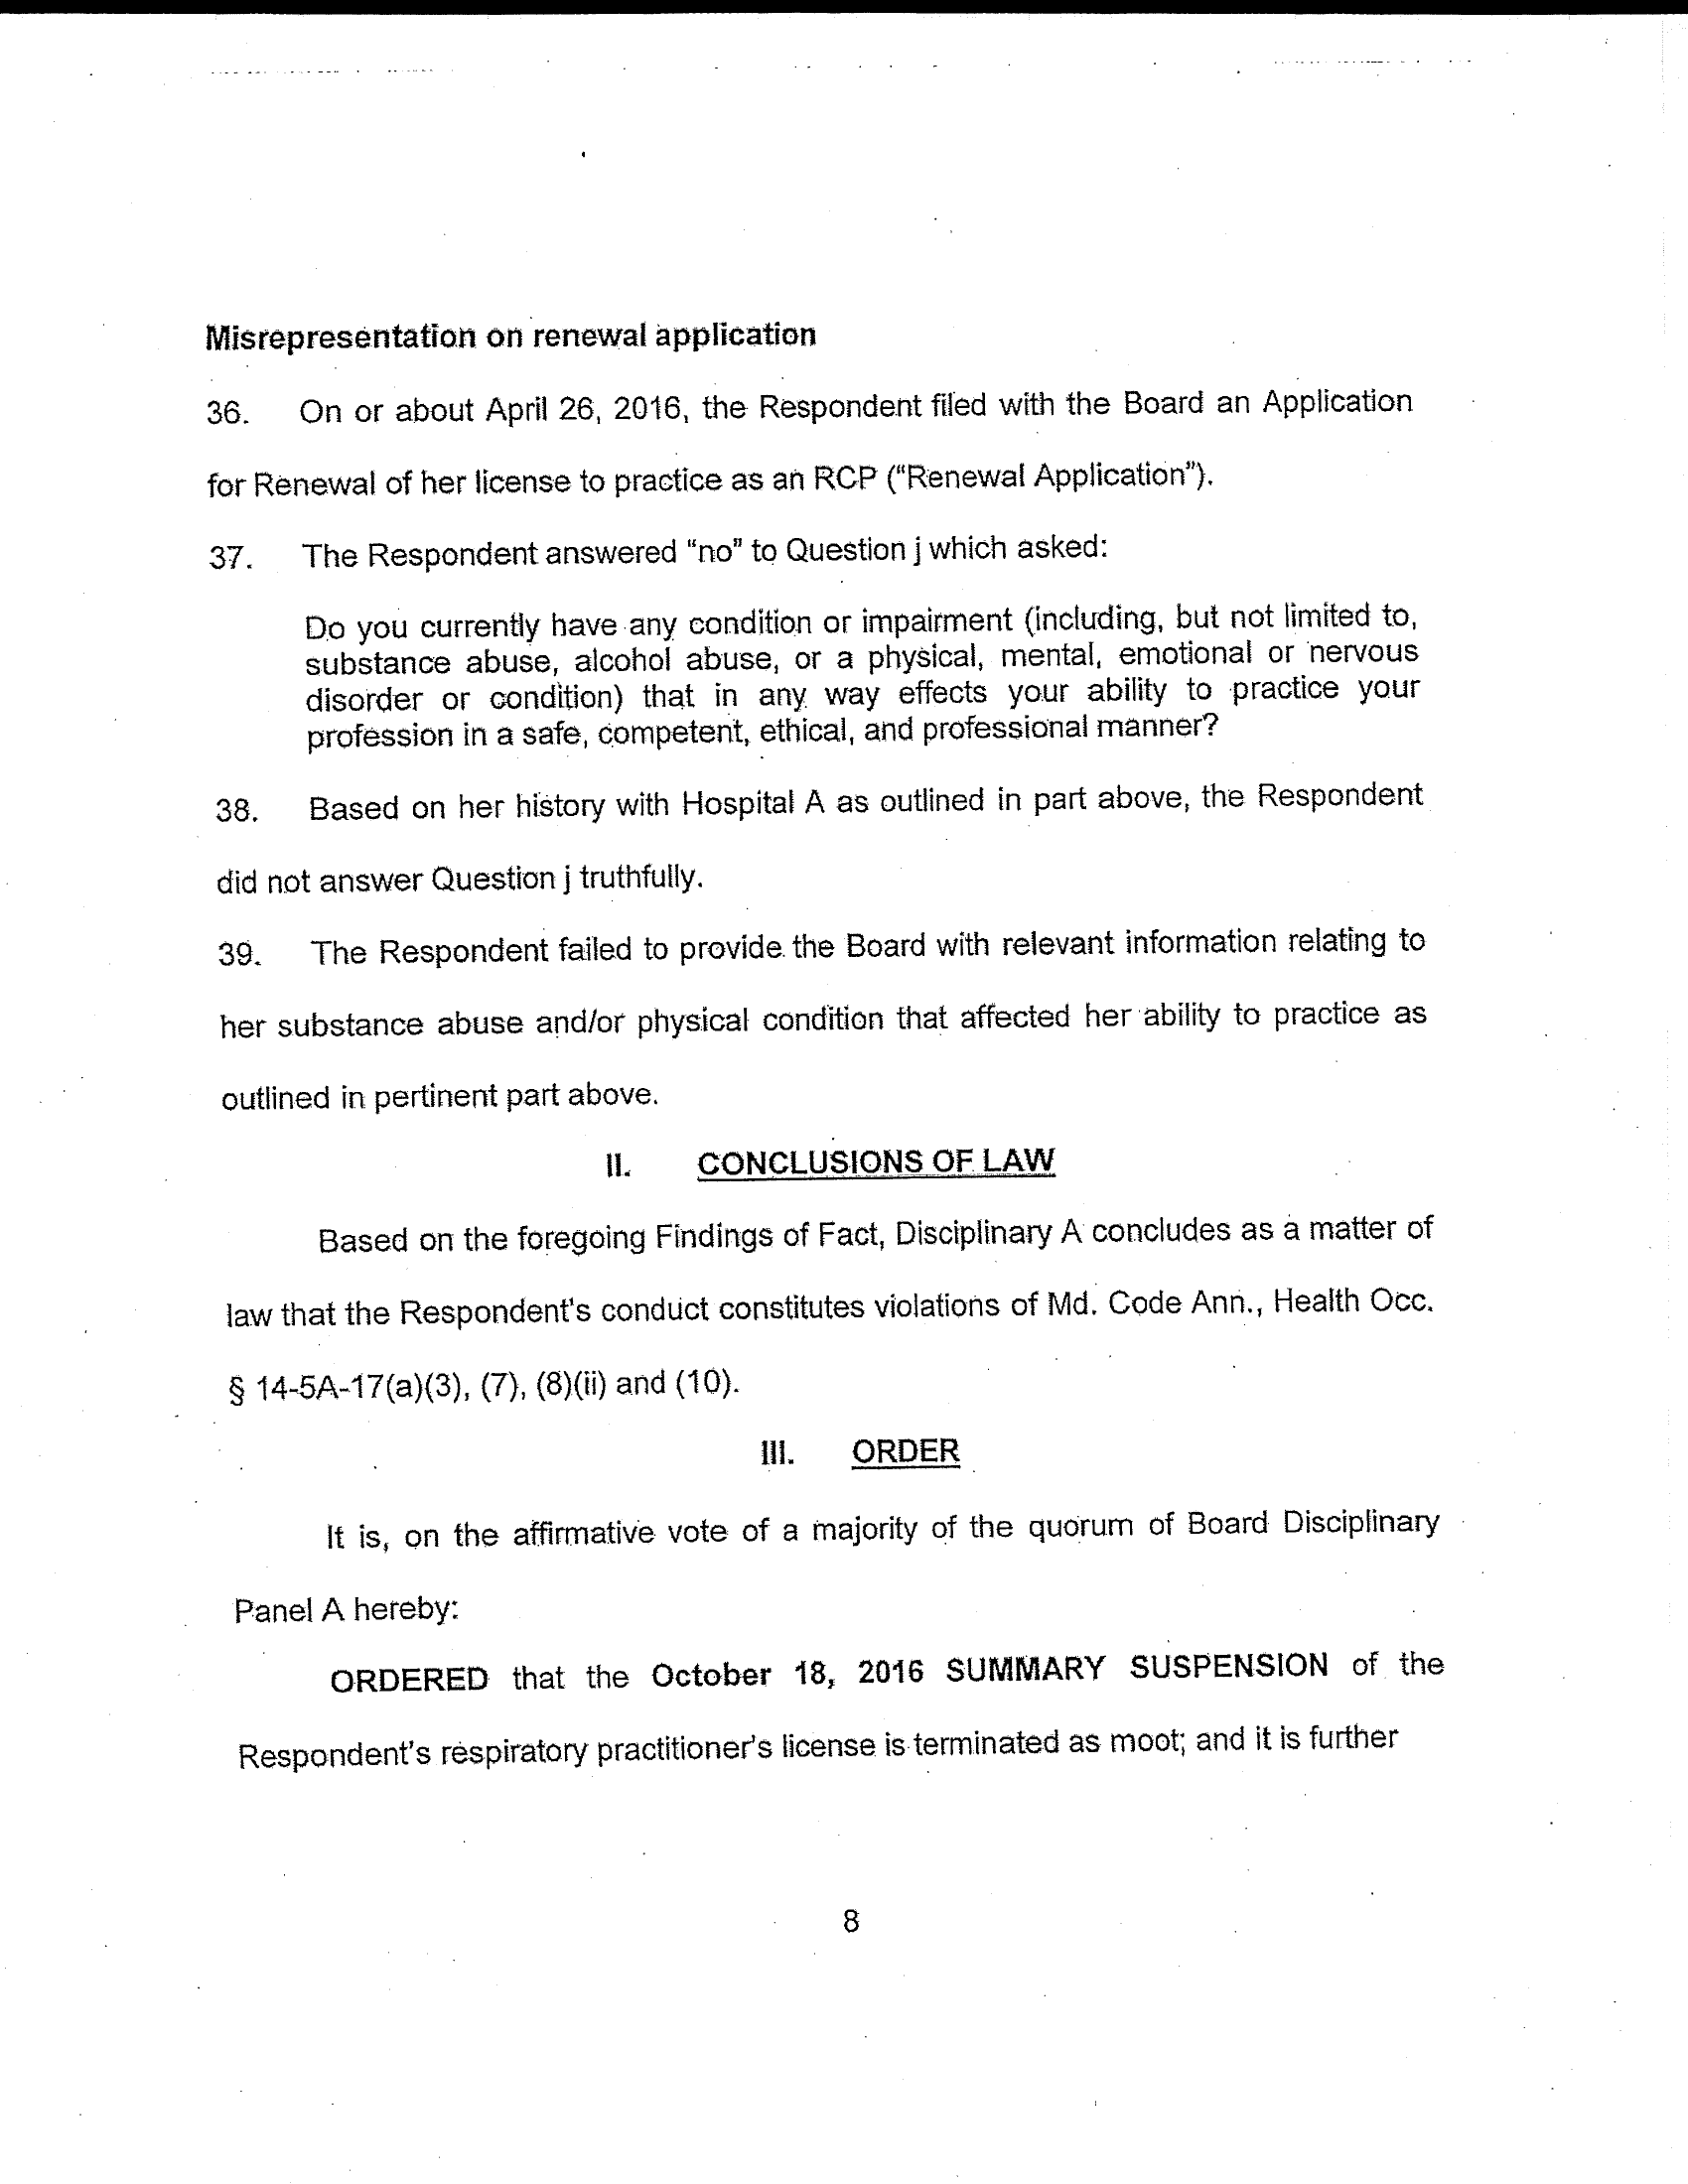 Misrepresentation on renewal application
36. On or about April 26, 2016, the Respondent filed with the Board an Application
for Renewal of her license to practice as an RCP (“Renewal Application”).
37. The Respondent answered “no” to Question j which asked:
Do you currently have any condition or impairment (including, but not limited to,
substance abuse, alcohol abuse, or a physical, mental, emotional or nervous
disorder or condition) that in any way effects your ability to practice your
profession in a safe, competent, ethical, and professional manner?
38. Based on her history with Hospital A as outlined in part above, the Respondent
did not answer Question j truthfully.
39. The Respondent failed to provide the Board with relevant information relating to
her substance abuse and/or physical condition that affected her ability to practice as
outlined in pertinent part above.
II. CONCLUSIONS OF LAW
Based on the foregoing Findings of Fact, Disciplinary A concludes as a matter of
law that the Respondent's conduct constitutes violations of Md. Code Ann., Health Occ.
§ 14-5A-17(a)(3), (7), (8)(ii) and (10).
III. ORDER
It is, on the affirmative vote of a majority of the quorum of Board Disciplinary
Panel A hereby:
ORDERED that the October 18, 2016 SUMMARY SUSPENSION of the
Respondent's respiratory practitioner's license is terminated as moot; and it is further
8